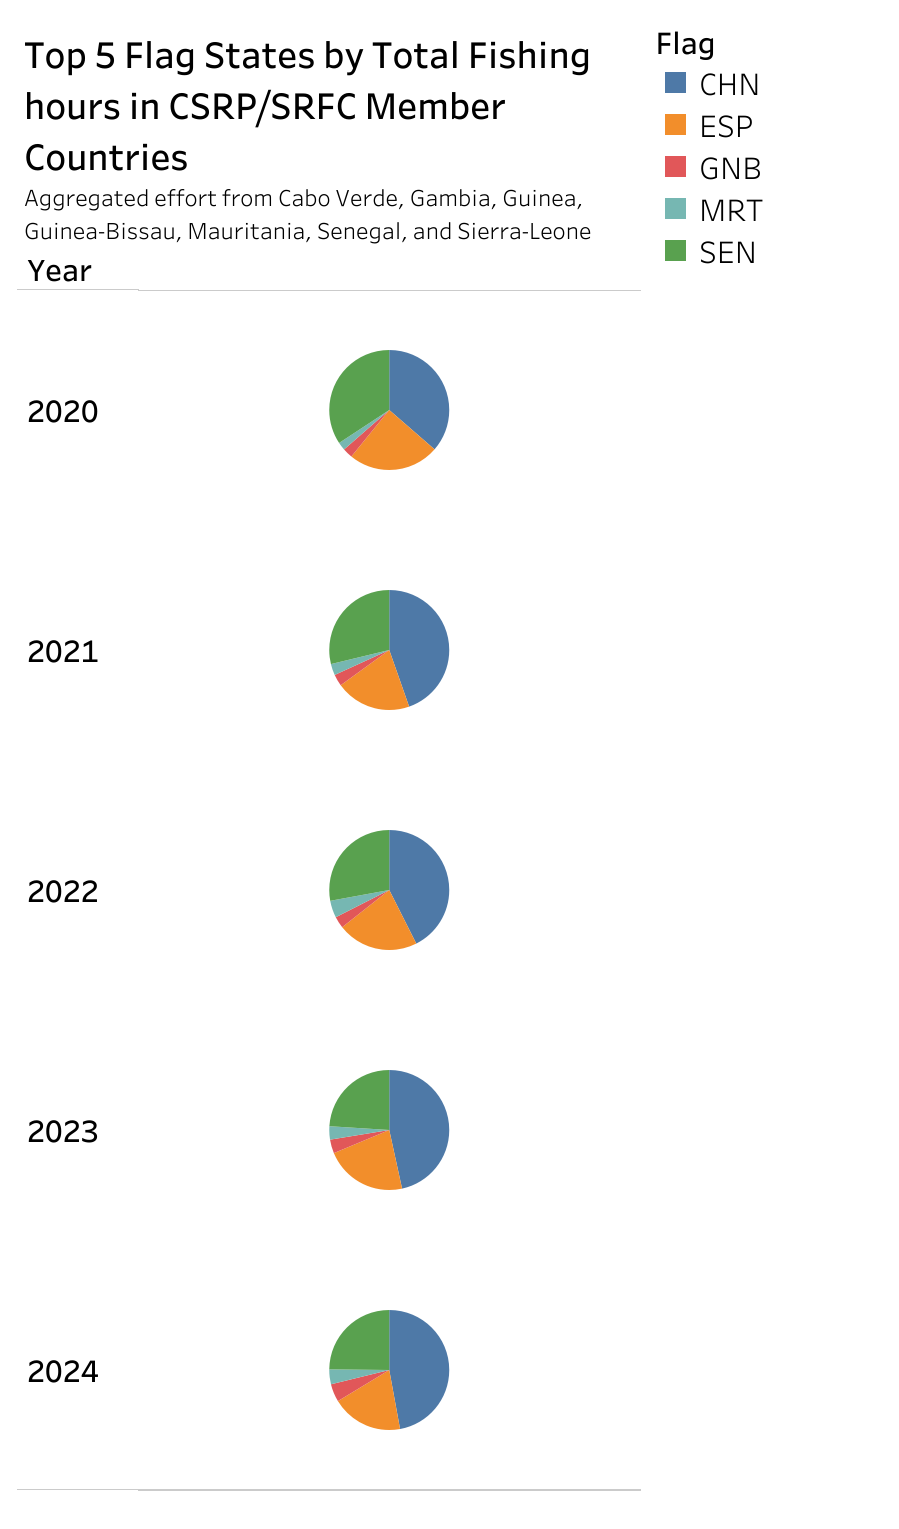 Top 5 Flag States by Total Fishing
hours in CSRP/SRFC Member
Countries
Aggregated effort from Cabo Verde, Gambia, Guinea,
Guinea-Bissau, Mauritania, Senegal, and Sierra-Leone
Year
2020
2021
2022
2023
2024
Flag
CHN
ESP
GNB
MRT
SEN